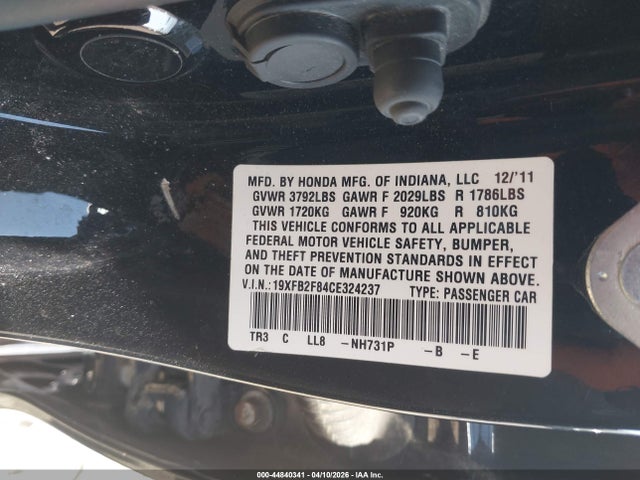 MFD. BY HONDA MFG. OF INDIANA, LLC 12/'11
GVWR 3792LBS GAWR F 2029LBS R 1786LBS
GVWR 1720KG GAWR F 920KG R 810KG
THIS VEHICLE CONFORMS TO ALL APPLICABLE
FEDERAL MOTOR VEHICLE SAFETY, BUMPER,
AND THEFT PREVENTION STANDARDS IN EFFECT
ON THE DATE OF MANUFACTURE SHOWN ABOVE.
V.I.N.:19XFB2F84CE324237 TYPE: PASSENGER CAR
TR3 C LL8 -NH731P -B -E
000-44840341 - 04/10/2026 - IAA Inc.